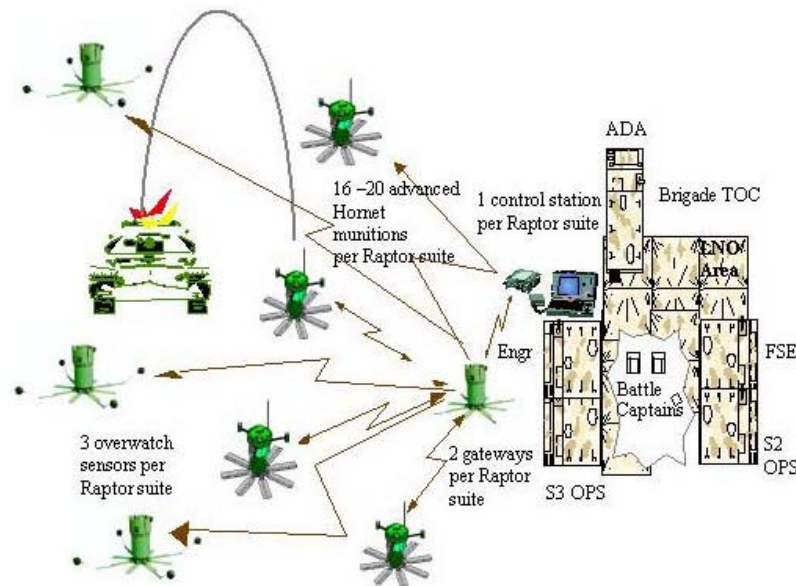 ADA
16 –20 advanced
Hornet
munitions
per Raptor suite
1 control station
per Raptor suite
Brigade TOC
LNO
Area
Engr
FSE
Battle
Captains
3 overwatch
sensors per
Raptor suite
2 gateways
per Raptor
suite
S3 OPS
S2
OPS